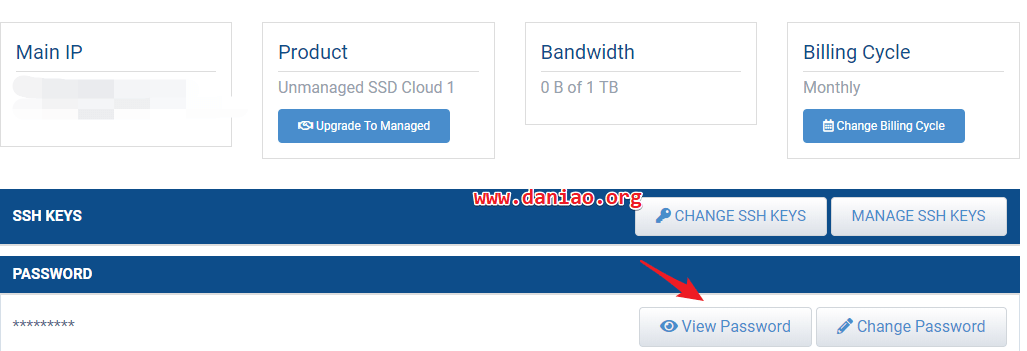 Main IP
Product
Unmanaged SSD Cloud 1
Upgrade To Managed
Bandwidth
0 B of 1 TB
Billing Cycle
Monthly
Change Billing Cycle
www.daniao.org
SSH KEYS
CHANGE SSH KEYS
MANAGE SSH KEYS
PASSWORD
*********
View Password
Change Password